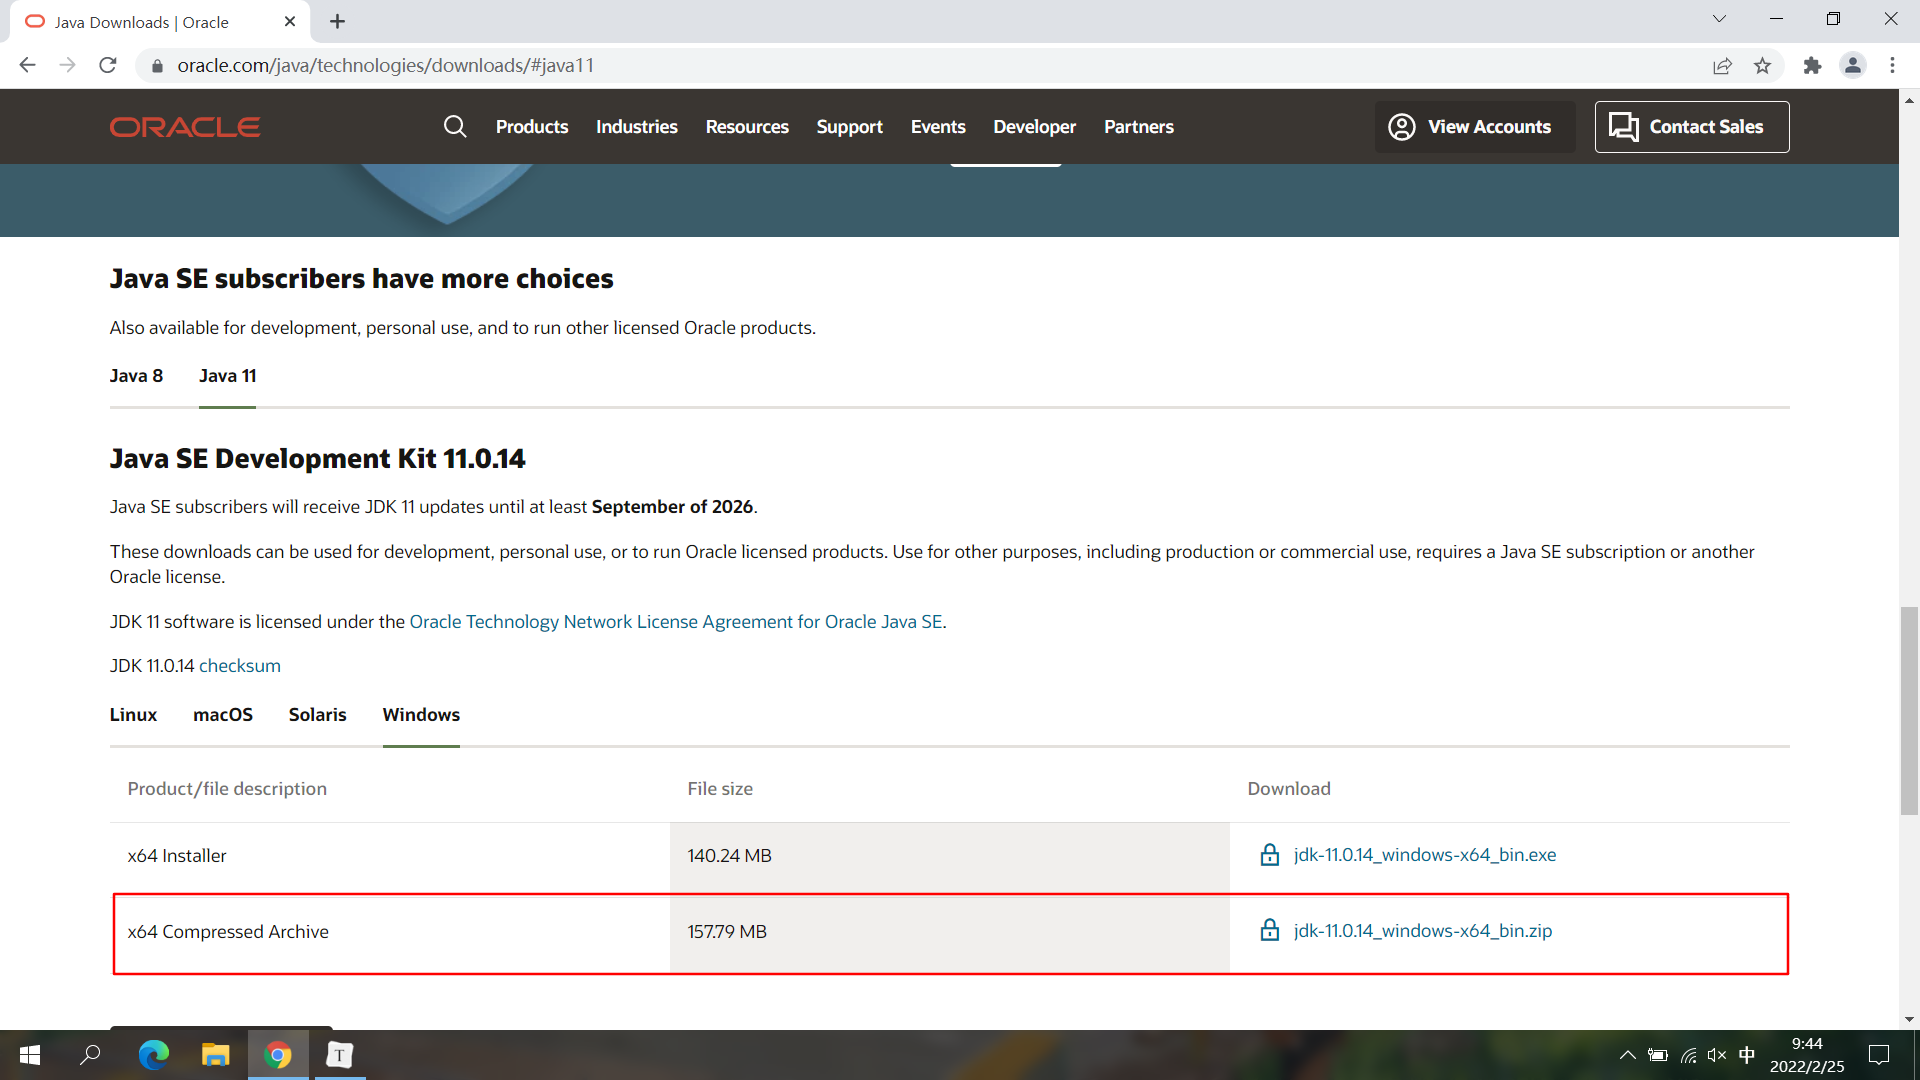 Java Downloads | Oracle
oracle.com/java/technologies/downloads/#java11
ORACLE
Products Industries Resources Support Events Developer Partners
View Accounts
Contact Sales
Java SE subscribers have more choices
Also available for development, personal use, and to run other licensed Oracle products.
Java 8 Java 11
Java SE Development Kit 11.0.14
Java SE subscribers will receive JDK 11 updates until at least September of 2026.
These downloads can be used for development, personal use, or to run Oracle licensed products. Use for other purposes, including production or commercial use, requires a Java SE subscription or another
Oracle license.
JDK 11 software is licensed under the Oracle Technology Network License Agreement for Oracle Java SE.
JDK 11.0.14 checksum
Linux macOS Solaris Windows
Product/file description File size Download
x64 Installer 140.24 MB jdk-11.0.14_windows-x64_bin.exe
x64 Compressed Archive 157.79 MB jdk-11.0.14_windows-x64_bin.zip
T
中
9:44
2022/2/25